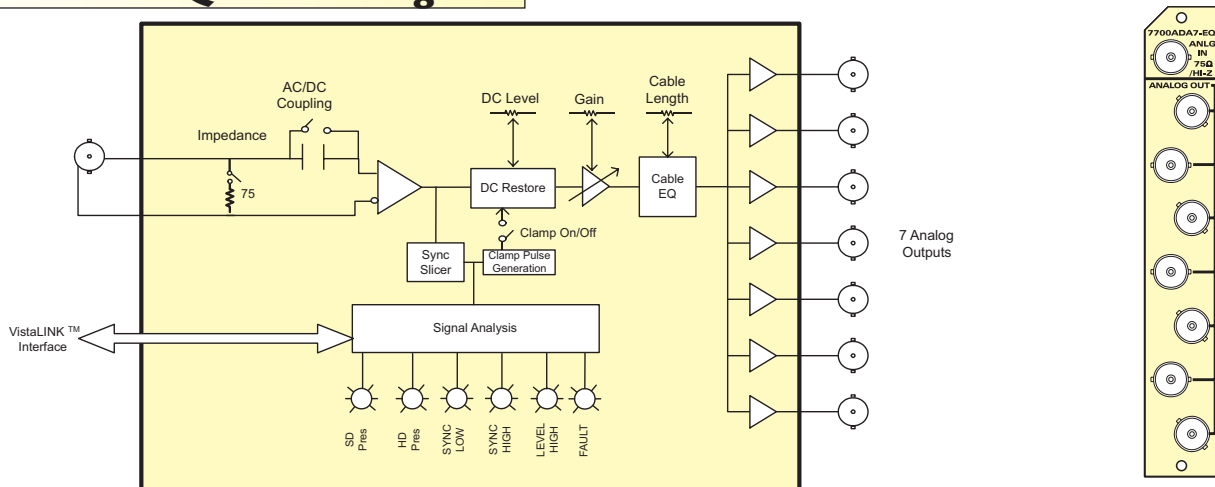 AC/DC
Coupling
Impedance
75
DC Level
Gain
Cable
Length
DC Restore
Cable
EQ
Clamp On/Off
Sync
Slicer
Clamp Pulse
Generation
Signal Analysis
VistaLINK ™
Interface
SD
Pres
HD
Pres
SYNC
LOW
SYNC
HIGH
LEVEL
HIGH
FAULT
7 Analog
Outputs
7700ADA7-EQ
ANLG
IN
75Ω
/HI-Z
ANALOG OUT